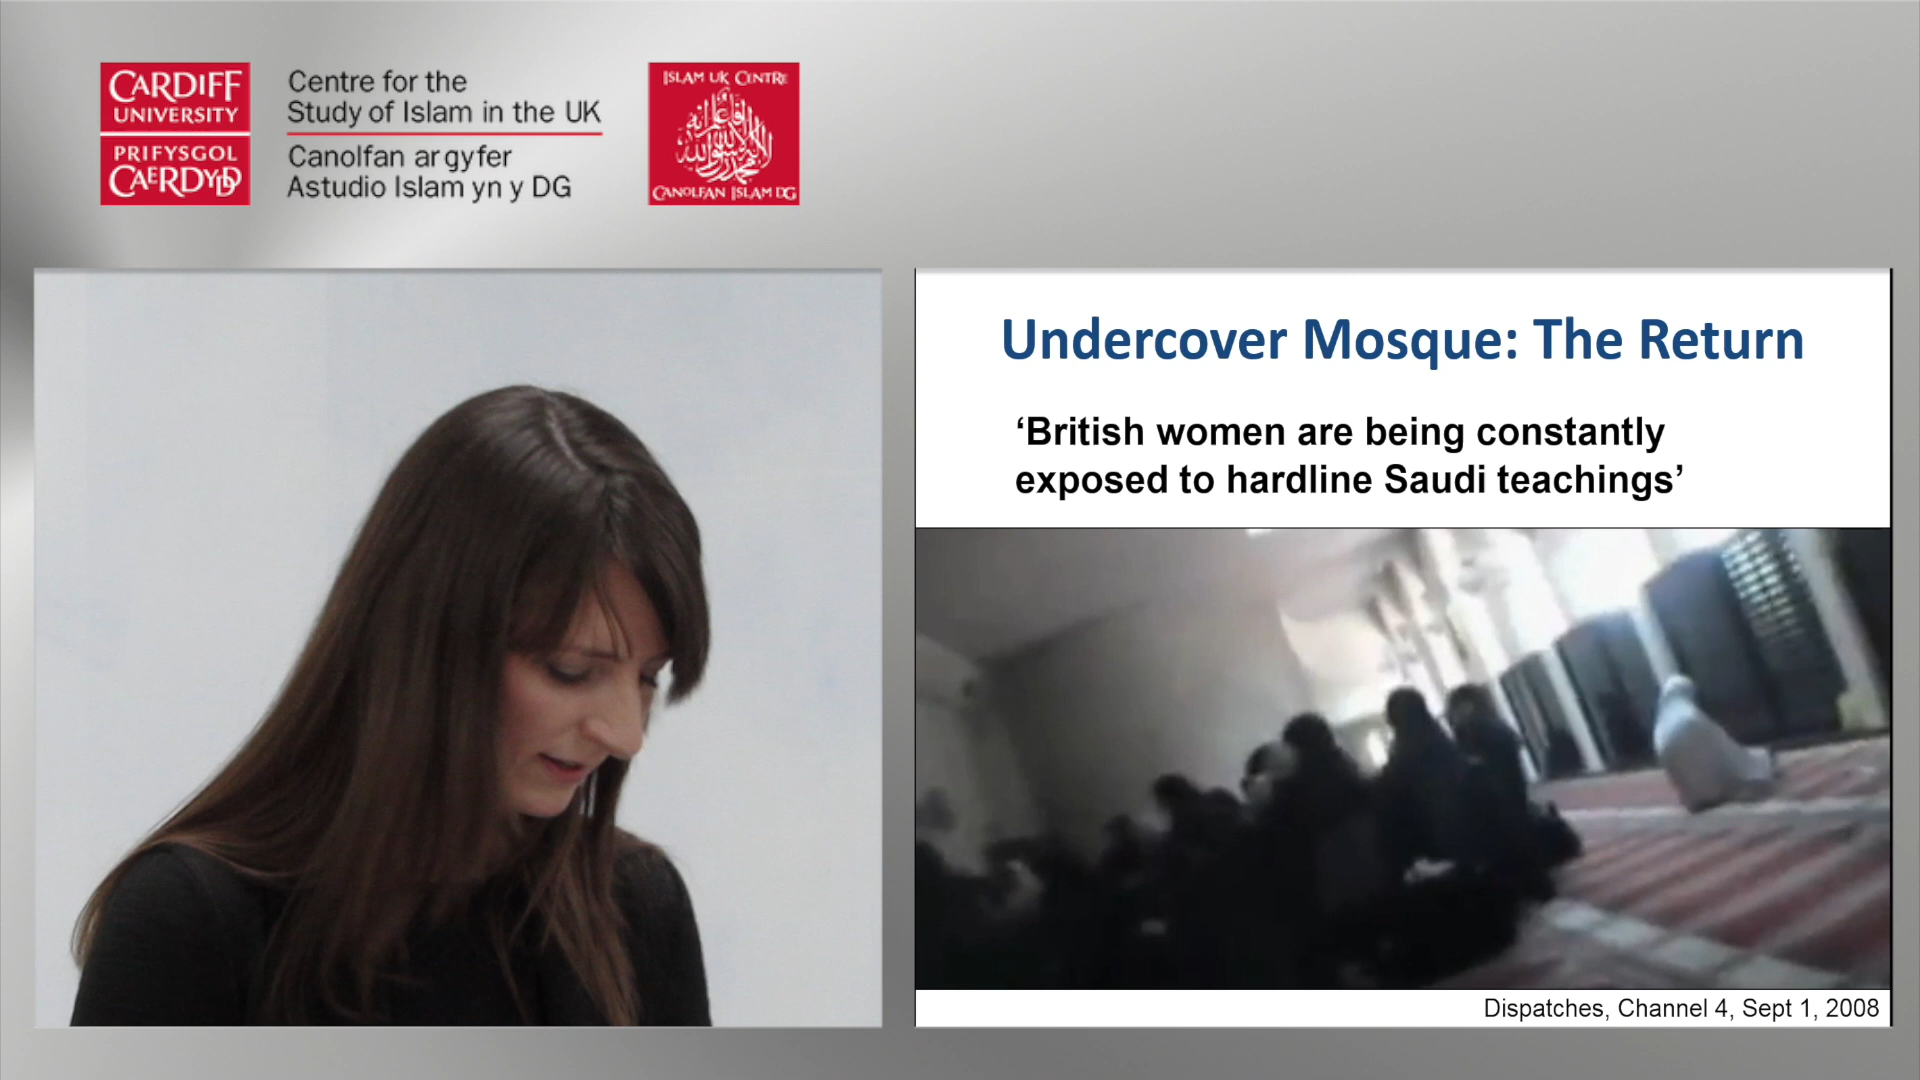 CARDIFF
UNIVERSITY
PRIFYSGOL
CAERDYDD
Centre for the
Study of Islam in the UK
Canolfan ar gyfer
Astudio Islam yn y DG
ISLAM UK CENTRE
CANOLFAN ISLAM DG
Undercover Mosque: The Return
‘British women are being constantly
exposed to hardline Saudi teachings’
Dispatches, Channel 4, Sept 1, 2008